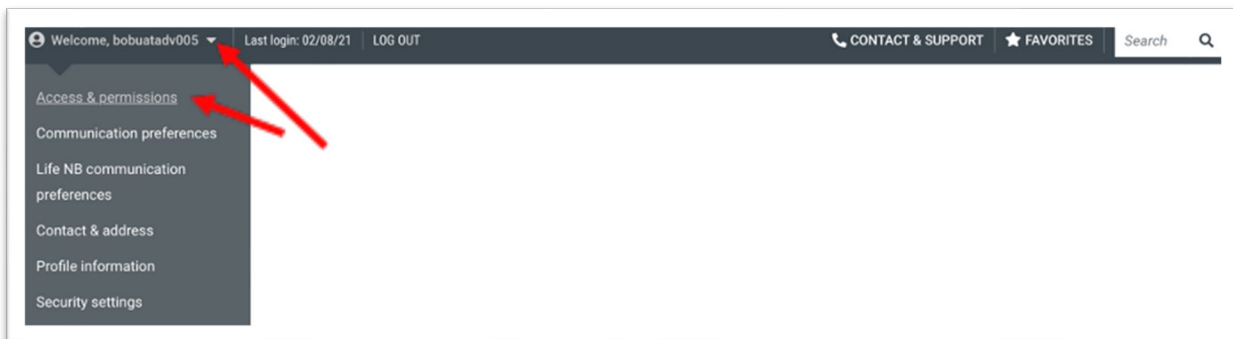 Welcome, bobuatadv005 Last login: 02/08/21 LOG OUT CONTACT & SUPPORT FAVORITES Search
Access & permissions
Communication preferences
Life NB communication
preferences
Contact & address
Profile information
Security settings